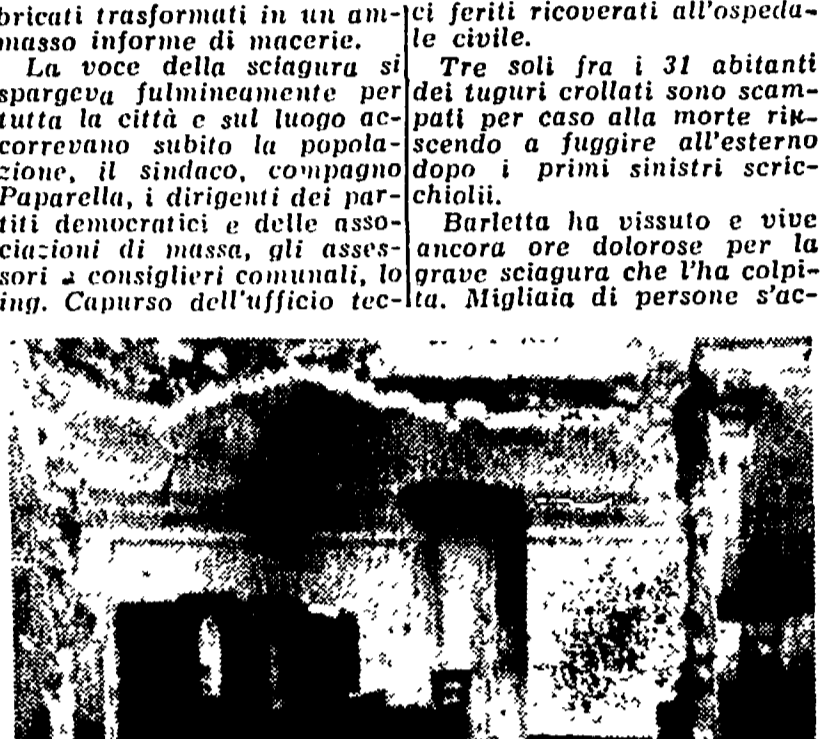 bricati trasformati in un am-
masso informe di macerie.
La voce della sciagura si
spargeva fulmineamente per
tutta la città e sul luogo ac-
correvano subito la popola-
zione, il sindaco, compagno
Paparella, i dirigenti dei par-
titi democratici e delle asso-
ciazioni di massa, gli asses-
sori e consiglieri comunali, lo
ing. Capurso dell'ufficio tec-
ci feriti ricoverati all'ospeda-
le civile.
Tre soli fra i 31 abitanti
dei tuguri crollati sono scam-
pati per caso alla morte riu-
scendo a fuggire all'esterno
dopo i primi sinistri scric-
chiolii.
Barletta ha vissuto e vive
ancora ore dolorose per la
grave sciagura che l'ha colpi-
ta. Migliaia di persone s'ac-